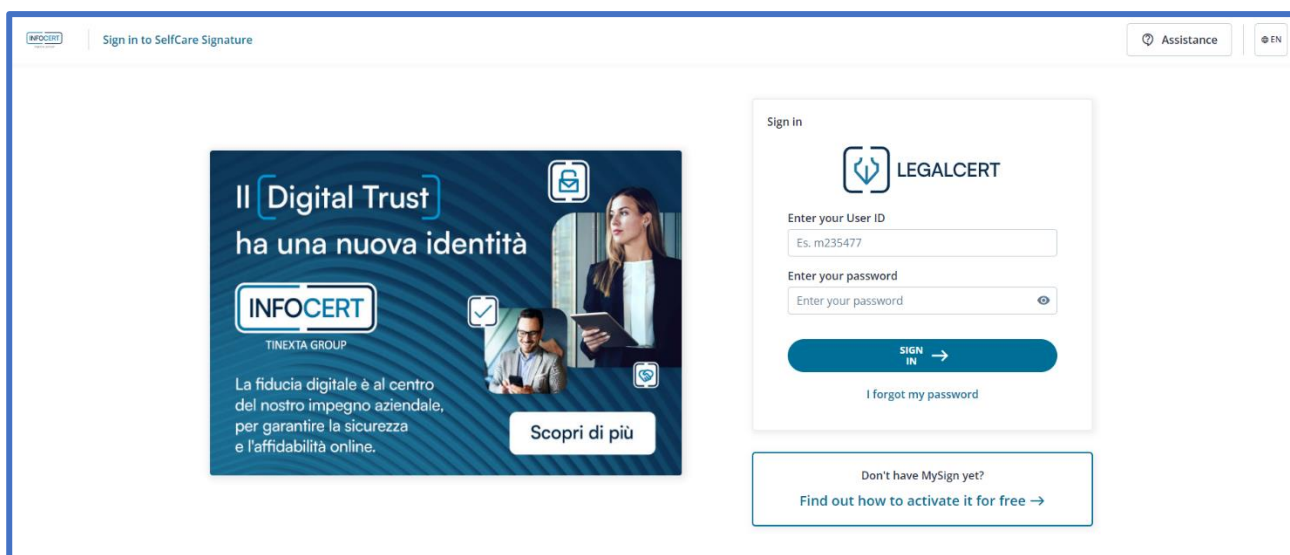 INFOCERT
Sign in to SelfCare Signature
Assistance
EN
Il Digital Trust
ha una nuova identità
INFOCERT
TINEXTA GROUP
La fiducia digitale è al centro
del nostro impegno aziendale,
per garantire la sicurezza
e l'affidabilità online.
Scopri di più
Sign in
LEGALCERT
Enter your User ID
Es. m235477
Enter your password
Enter your password
SIGN
IN
I forgot my password
Don't have MySign yet?
Find out how to activate it for free →